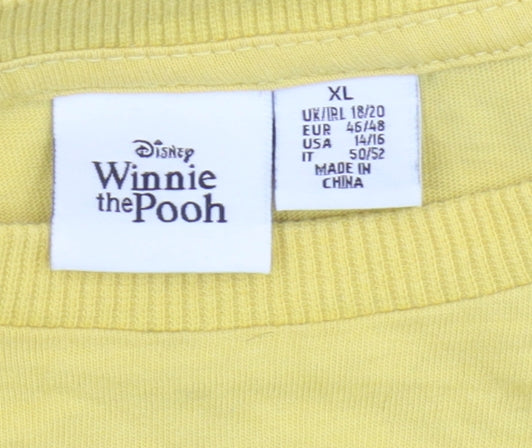 Disney
Winnie
the Pooh
XL
UK/IRL 18/20
EUR 46/48
USA 14/16
IT 50/52
MADE IN
CHINA